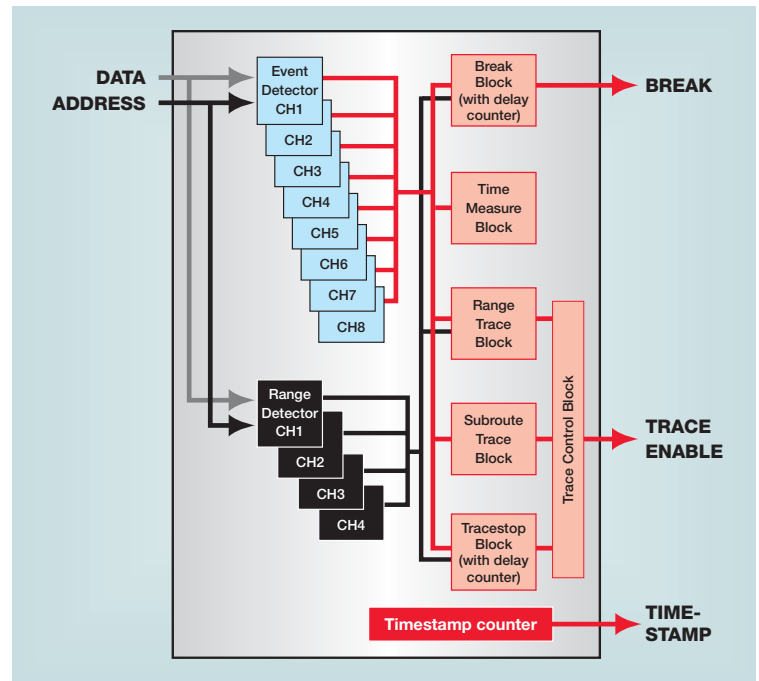 DATA
ADDRESS
Event
Detector
CH1
CH2
CH3
CH4
CH5
CH6
CH7
CH8
Range
Detector
CH1
CH2
CH3
CH4
Break
Block
(with delay
counter)
Time
Measure
Block
Range
Trace
Block
Subroute
Trace
Block
Tracestop
Block
(with delay
counter)
Trace Control Block
Timestamp counter
BREAK
TRACE
ENABLE
TIME-
STAMP